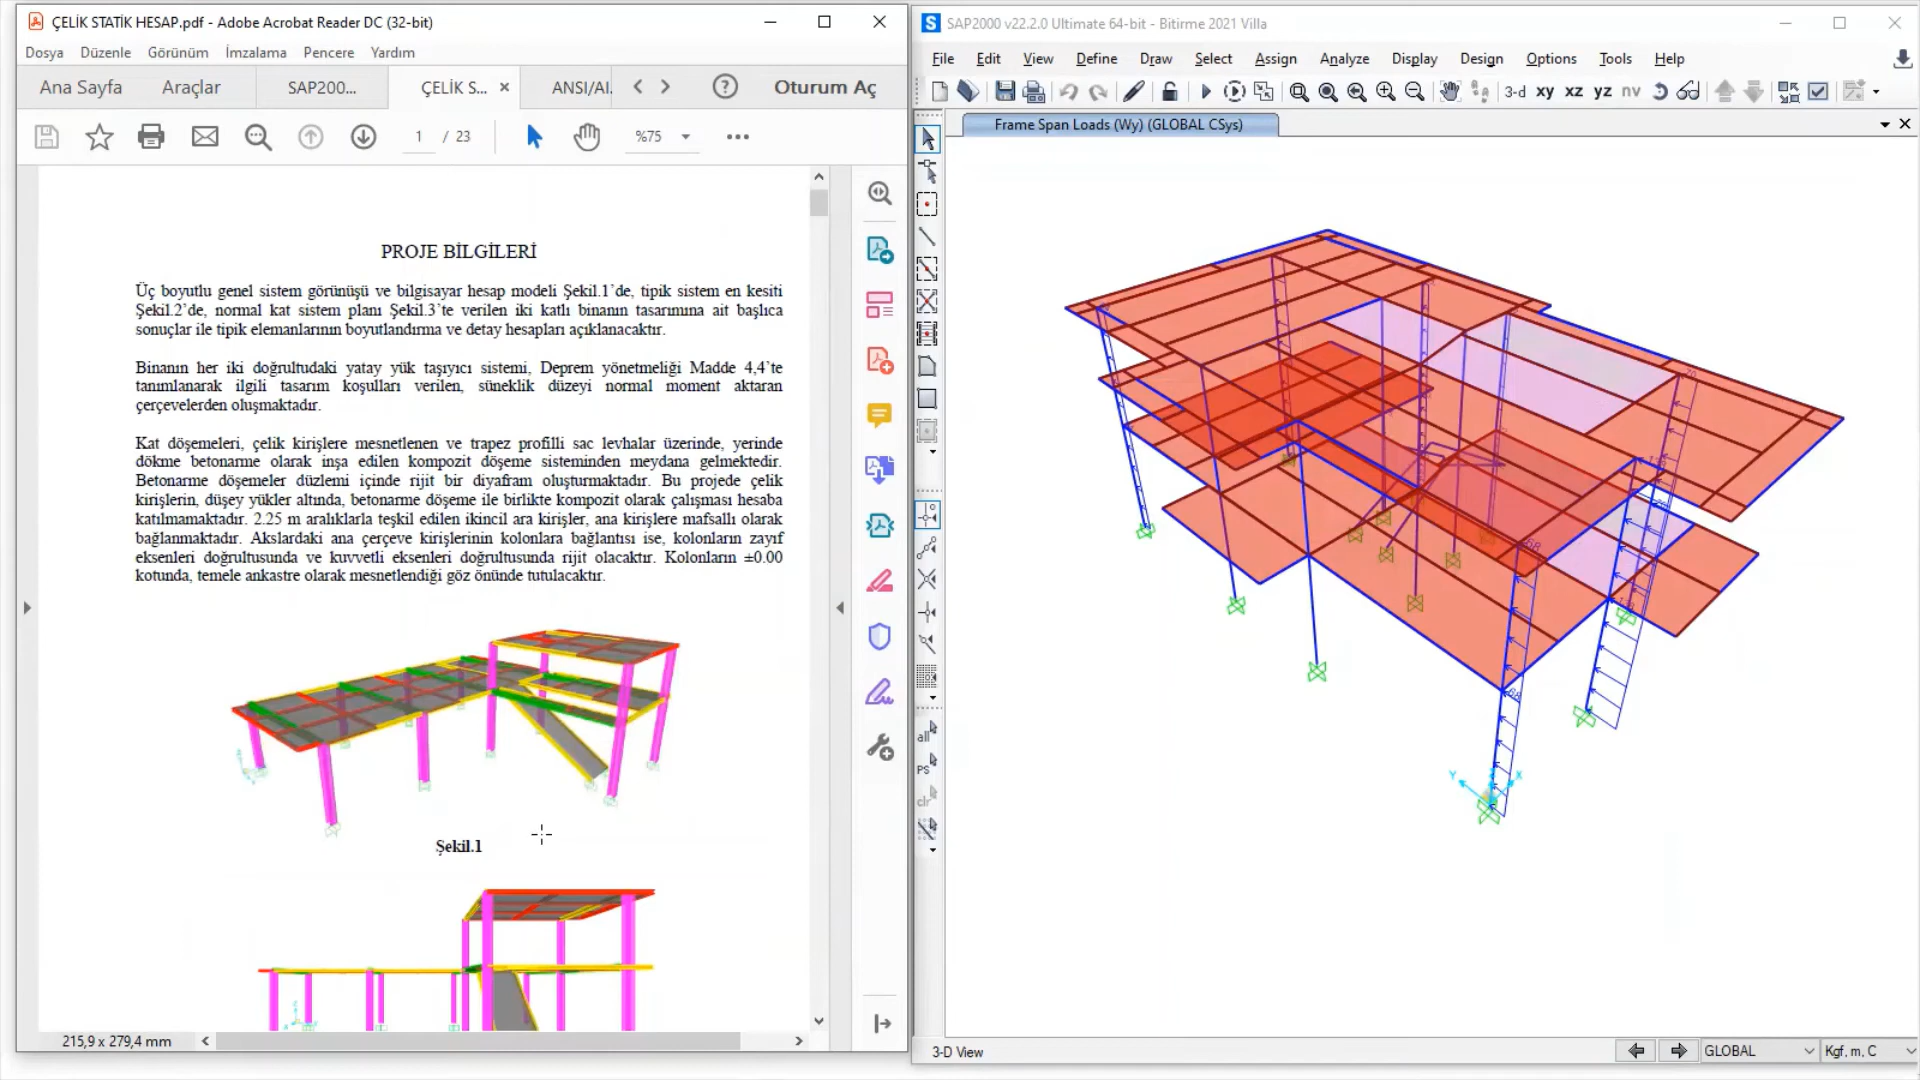 ÇELİK STATİK HESAP.pdf - Adobe Acrobat Reader DC (32-bit)
Dosya Düzenle Görünüm İmzalama Pencere Yardım
Ana Sayfa Araçlar SAP200... ÇELİK S... ANSI/AI. Oturum Aç
1 / 23 %75
PROJE BİLGİLERİ
Üç boyutlu genel sistem görünüşü ve bilgisayar hesap modeli Şekil.1’de, tipik sistem en kesiti
Şekil.2’de, normal kat sistem planı Şekil.3’te verilen iki katlı binanın tasarımına ait başlıca
sonuçlar ile tipik elemanlarının boyutlandırma ve detay hesapları açıklanacaktır.
Binanın her iki doğrultudaki yatay yük taşıyıcı sistemi, Deprem yönetmeliği Madde 4,4’te
tanımlanarak ilgili tasarım koşulları verilen, süneklik düzeyi normal moment aktaran
çerçevelerden oluşmaktadır.
Kat döşemeleri, çelik kirişlere mesnetlenen ve trapez profilli sac levhalar üzerinde, yerinde
dökme betonarme olarak inşa edilen kompozit döşeme sisteminden meydana gelmektedir.
Betonarme döşemeler düzlemi içinde rijit bir diyafram oluşturmaktadır. Bu projede çelik
kirişlerin, düşey yükler altında, betonarme döşeme ile birlikte kompozit olarak çalışması hesaba
katılmamaktadır. 2.25 m aralıklarla teşkil edilen ikincil ara kirişler, ana kirişlere mafsallı olarak
bağlanmaktadır. Akslardaki ana çerçeve kirişlerinin kolonlara bağlantısı ise, kolonların zayıf
eksenleri doğrultusunda ve kuvvetli eksenleri doğrultusunda rijit olacaktır. Kolonların ±0.00
kotunda, temele ankastre olarak mesnetlendiği göz önünde tutulacaktır.
Şekil.1
215,9 x 279,4 mm
SAP2000 v22.2.0 Ultimate 64-bit - Bitirme 2021 Villa
File Edit View Define Draw Select Assign Analyze Display Design Options Tools Help
3-d xy xz yz nv
Frame Span Loads (Wy) (GLOBAL CSys)
all
PS
clr
68
68
Y Z X
3-D View
GLOBAL Kgf, m, C